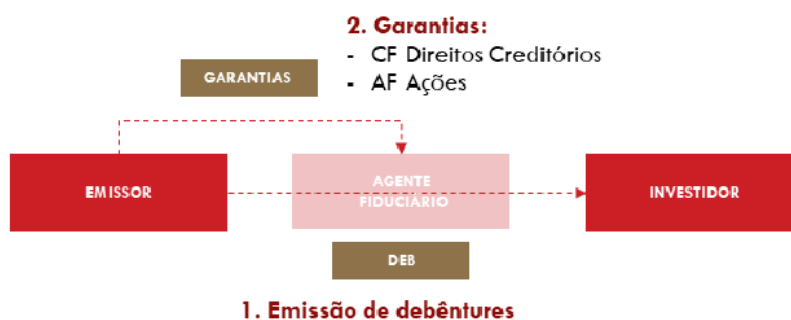 2. Garantias:
- CF Direitos Creditórios
- AF Ações
GARANTIAS
EMISSOR
AGENTE
FIDUCIÁRIO
INVESTIDOR
DEB
1. Emissão de debêntures